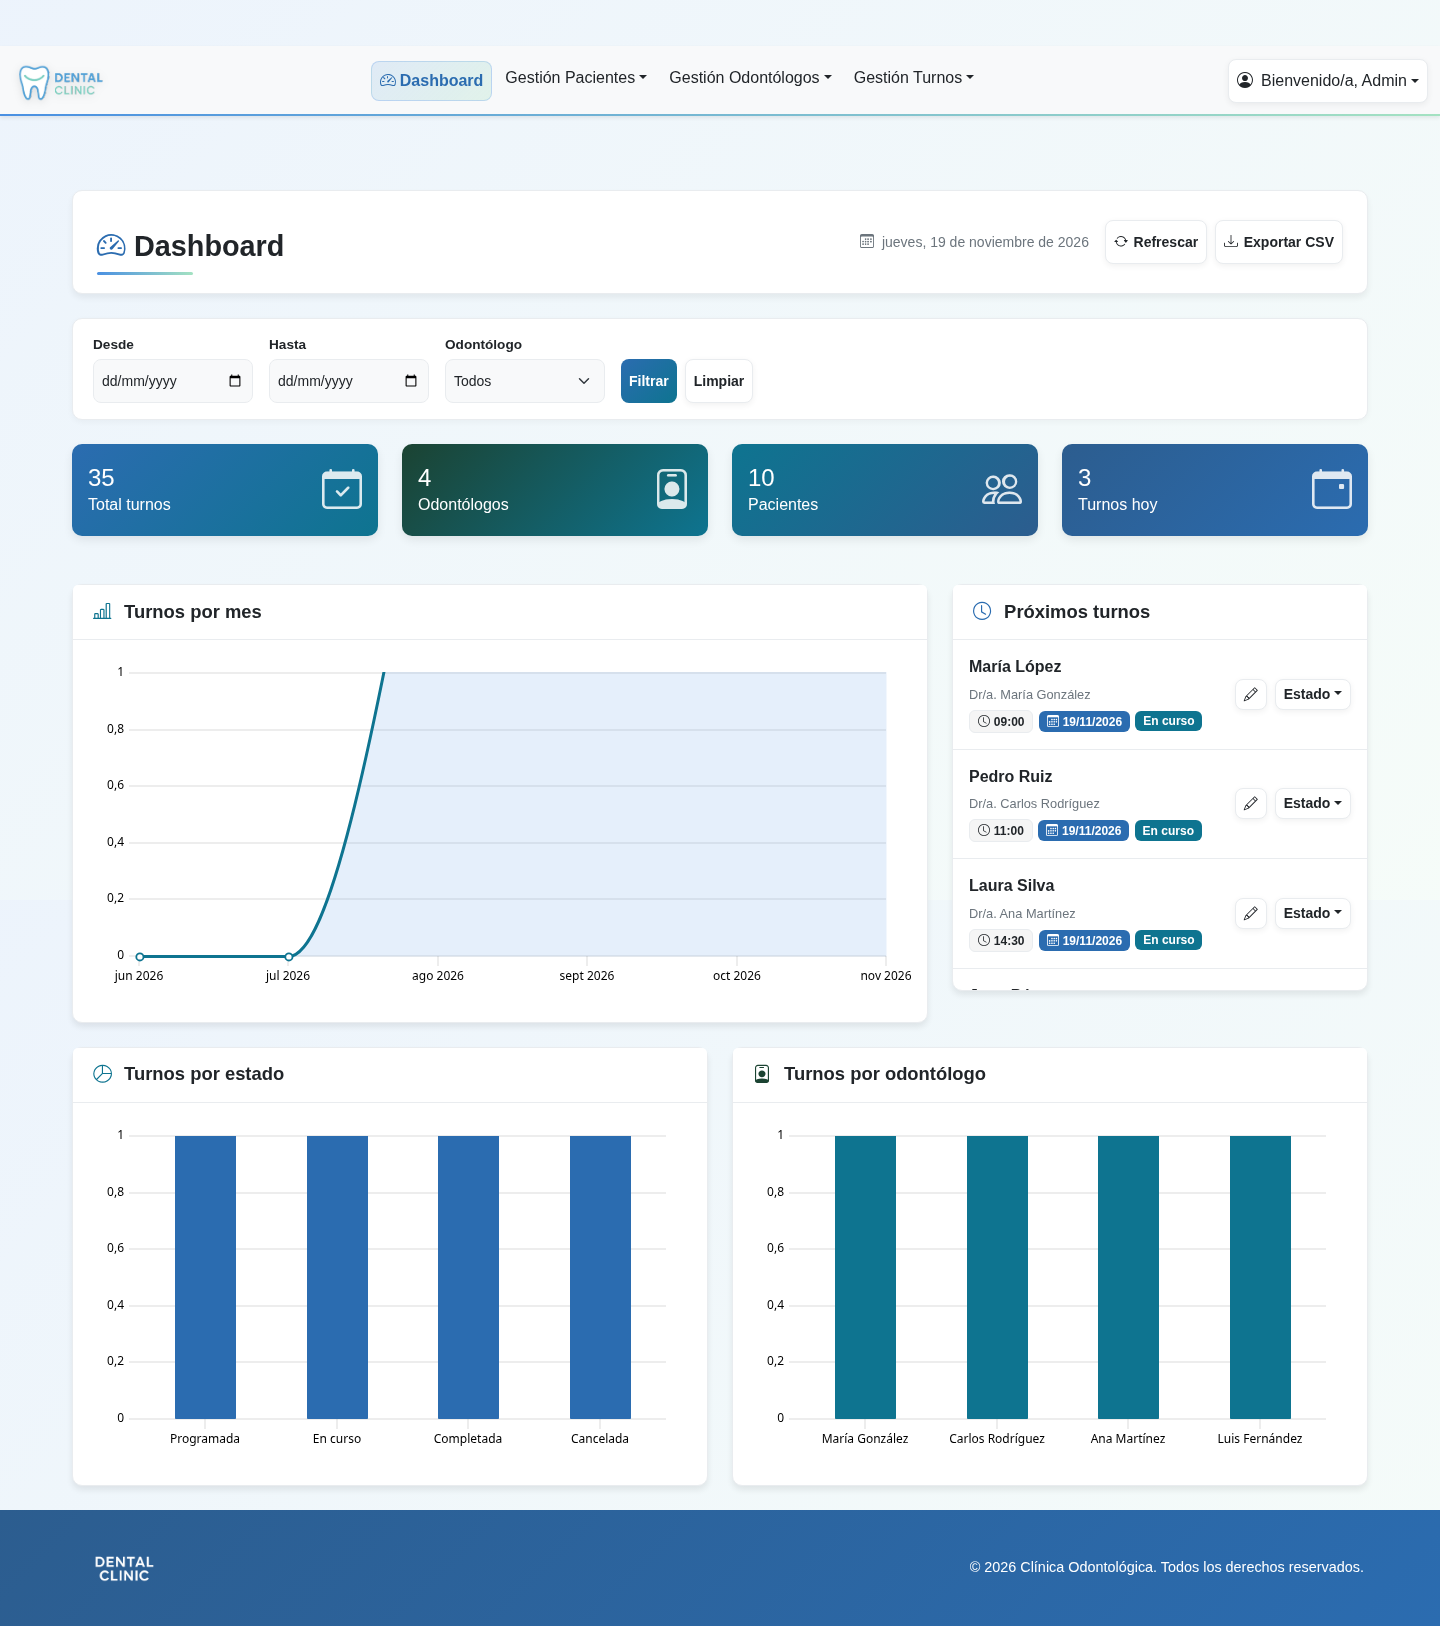 DENTAL
CLINIC
Dashboard
Gestión Pacientes
Gestión Odontólogos
Gestión Turnos
Bienvenido/a, Admin
Dashboard
jueves, 19 de noviembre de 2026
Refrescar
Exportar CSV
Desde
Hasta
Odontólogo
dd/mm/yyyy
dd/mm/yyyy
Todos
Filtrar
Limpiar
35
Total turnos
4
Odontólogos
10
Pacientes
3
Turnos hoy
Turnos por mes
1
0,8
0,6
0,4
0,2
0
jun 2026
jul 2026
ago 2026
sept 2026
oct 2026
nov 2026
Próximos turnos
María López
Dr/a. María González
09:00
19/11/2026
En curso
Estado
Pedro Ruiz
Dr/a. Carlos Rodríguez
11:00
19/11/2026
En curso
Estado
Laura Silva
Dr/a. Ana Martínez
14:30
19/11/2026
En curso
Estado
Turnos por estado
1
0,8
0,6
0,4
0,2
0
Programada
En curso
Completada
Cancelada
Turnos por odontólogo
1
0,8
0,6
0,4
0,2
0
María González
Carlos Rodríguez
Ana Martínez
Luis Fernández
DENTAL
CLINIC
© 2026 Clínica Odontológica. Todos los derechos reservados.